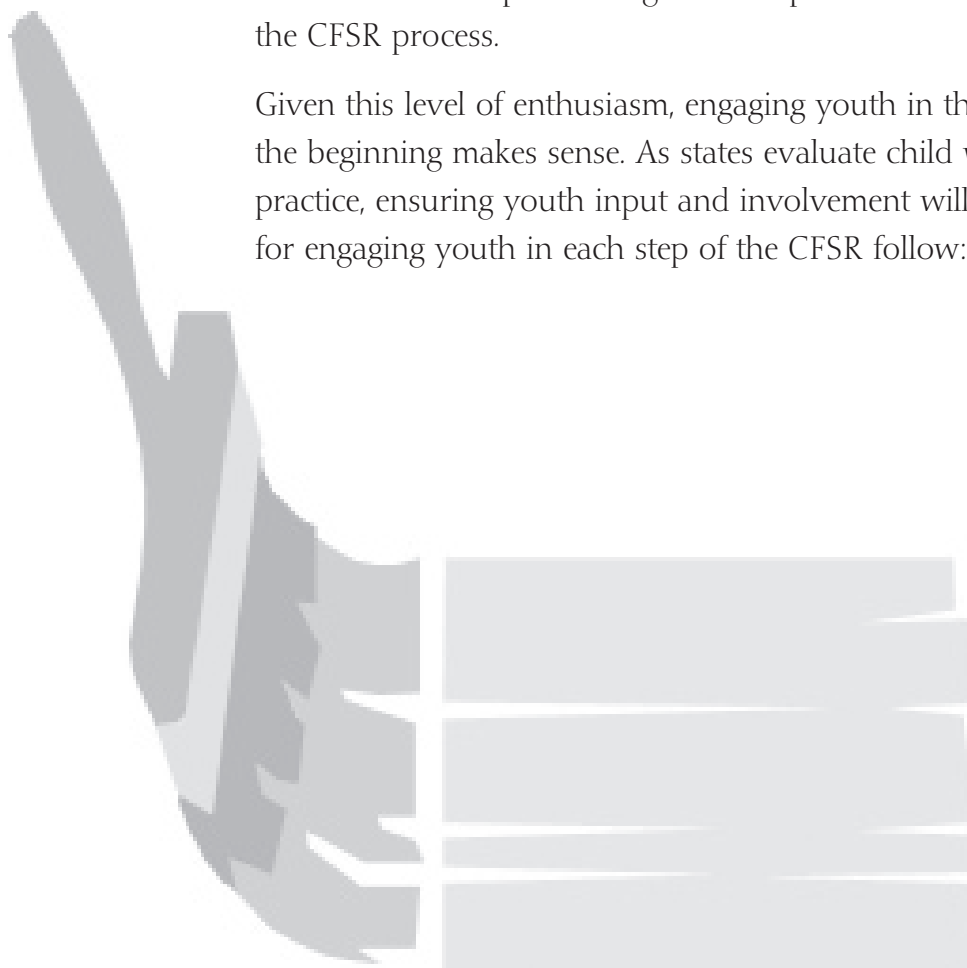 the CFSR process.
Given this level of enthusiasm, engaging youth in th
the beginning makes sense. As states evaluate child
practice, ensuring youth input and involvement will
for engaging youth in each step of the CFSR follow: